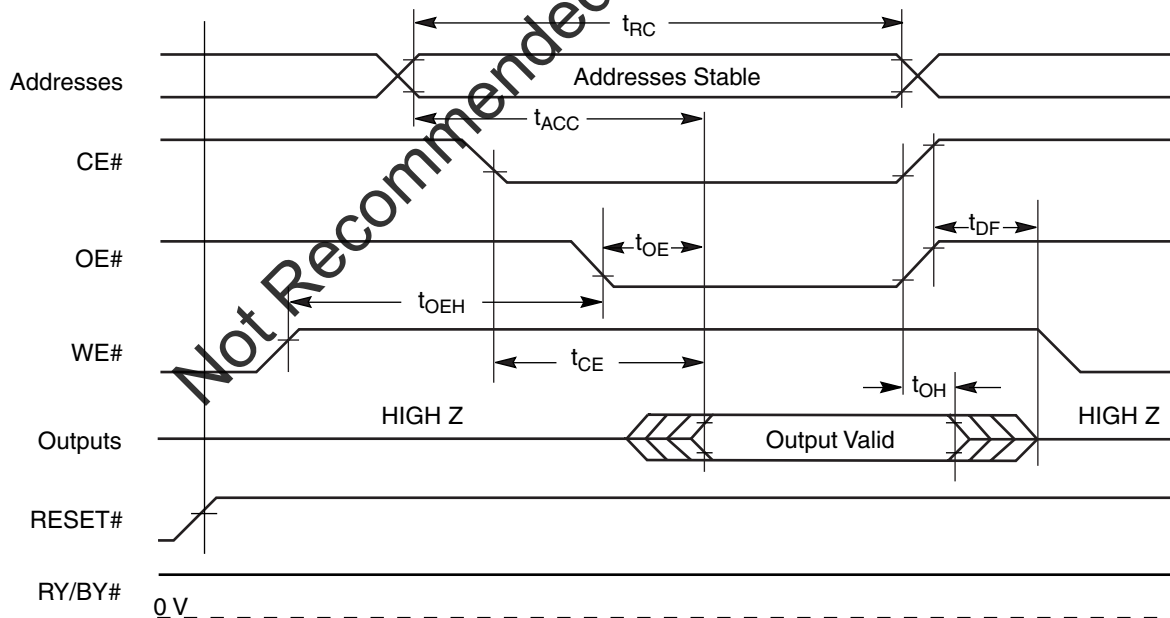 Not Recommended
tRC
Addresses
Addresses Stable
tACC
CE#
OE#
tOE
tDF
tOEH
WE#
tCE
tOH
HIGH Z
HIGH Z
Outputs
Output Valid
RESET#
RY/BY#
0 V